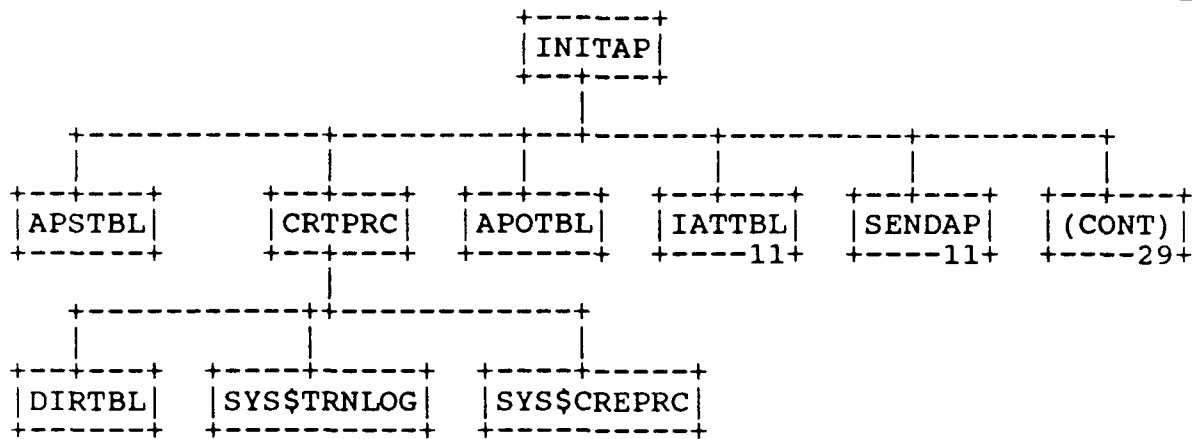 INITAP
APSTBL CRTPRC APOTBL IATTBL SENDAP (CONT)
11 11 29
DIRTBL SYS$TRNLOG SYS$CREPRC